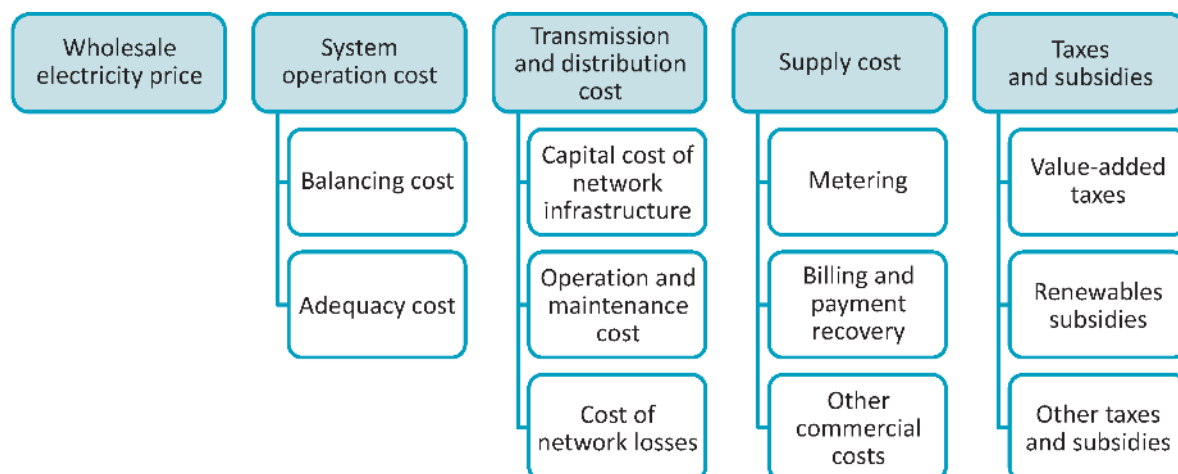 Wholesale
electricity price
System
operation cost
Balancing cost
Adequacy cost
Transmission
and distribution
cost
Capital cost of
network
infrastructure
Operation and
maintenance
cost
Cost of
network losses
Supply cost
Metering
Billing and
payment
recovery
Other
commercial
costs
Taxes
and subsidies
Value-added
taxes
Renewables
subsidies
Other taxes
and subsidies